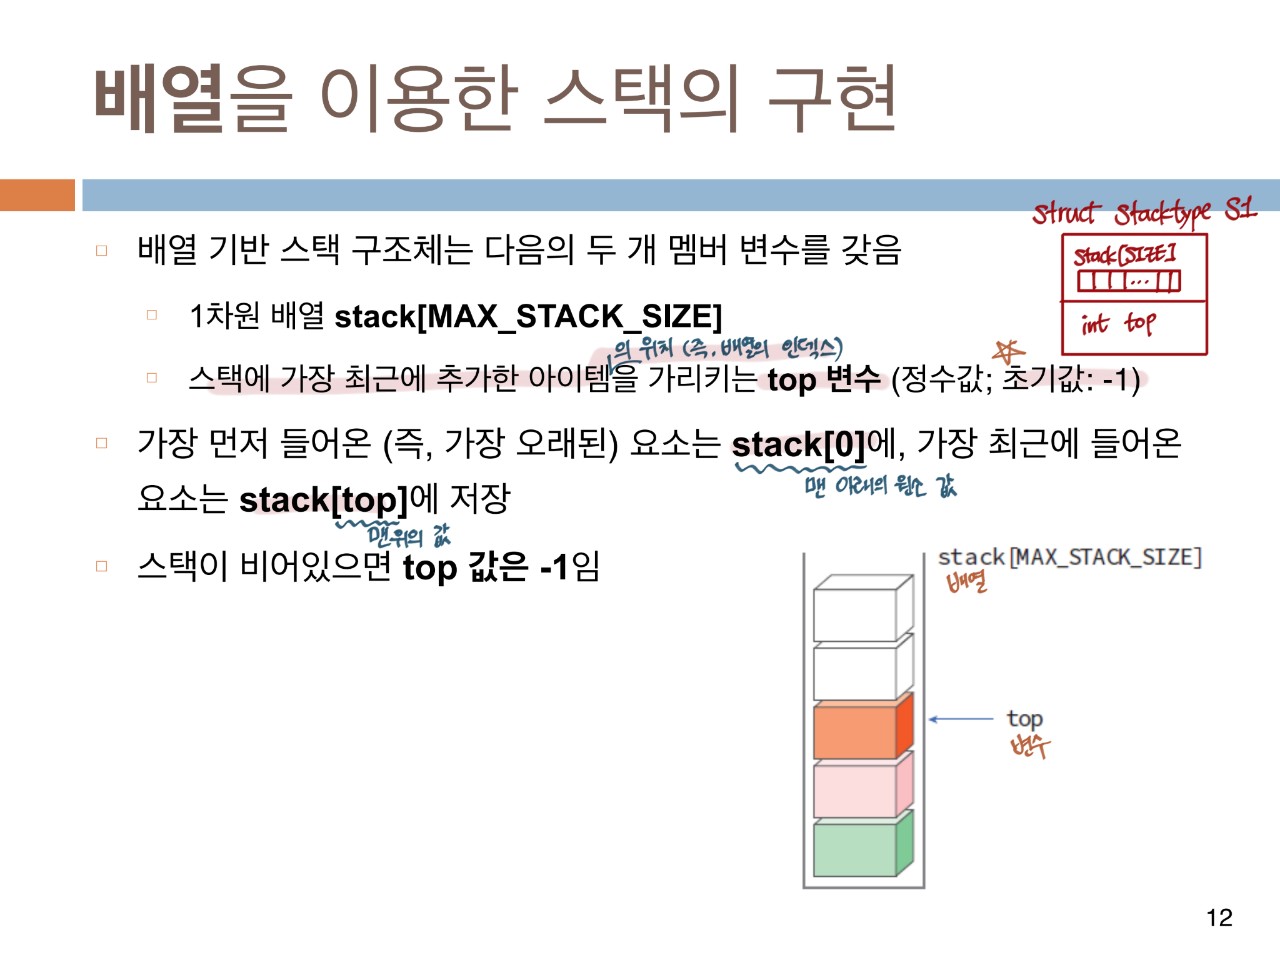 배열을 이용한 스택의 구현
struct Stacktype S1
stack[SIZE]
...
int top
배열 기반 스택 구조체는 다음의 두 개 멤버 변수를 갖음
1차원 배열 stack[MAX_STACK_SIZE]
의 위치 (즉, 배열의 인덱스)
스택에 가장 최근에 추가한 아이템을 가리키는 top 변수 (정수값; 초기값: -1)
가장 먼저 들어온 (즉, 가장 오래된) 요소는 stack[0]에, 가장 최근에 들어온
맨 아래의 원소 값
요소는 stack[top]에 저장
맨위의 값
스택이 비어있으면 top 값은 -1임
stack[MAX_STACK_SIZE]
배열
top
변수
12